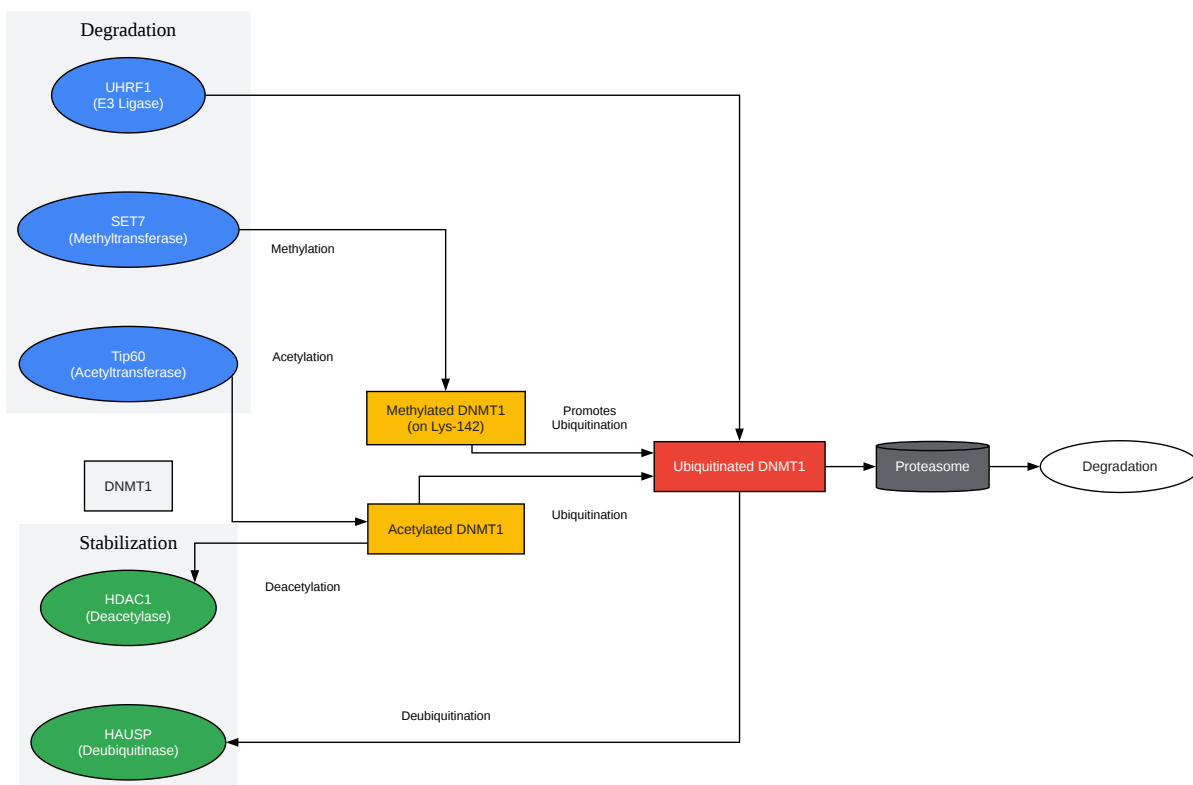 Degradation
UHRF1
(E3 Ligase)
SET7
(Methyltransferase)
Methylation
Tip60
(Acetyltransferase)
Acetylation
Methylated DNMT1
(on Lys-142)
Promotes
Ubiquitination
Ubiquitinated DNMT1
Proteasome
Degradation
DNMT1
Acetylated DNMT1
Ubiquitination
Stabilization
HDAC1
(Deacetylase)
Deacetylation
HAUSP
(Deubiquitinase)
Deubiquitination